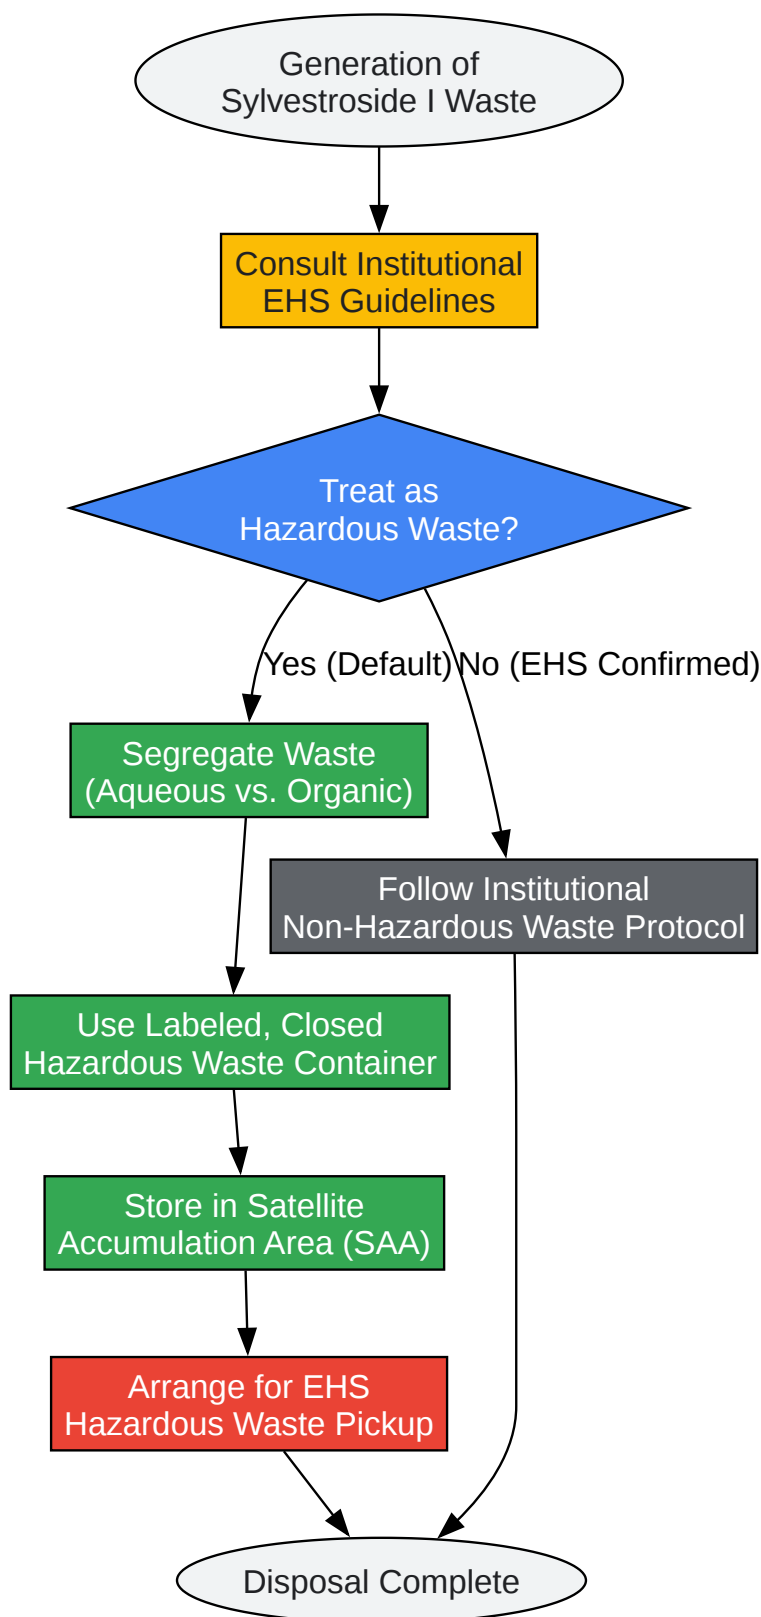 Generation of
Sylvestroside I Waste
Consult Institutional
EHS Guidelines
Treat as
Hazardous Waste?
Yes (Default)
No (EHS Confirmed)
Segregate Waste
(Aqueous vs. Organic)
Follow Institutional
Non-Hazardous Waste Protocol
Use Labeled, Closed
Hazardous Waste Container
Store in Satellite
Accumulation Area (SAA)
Arrange for EHS
Hazardous Waste Pickup
Disposal Complete